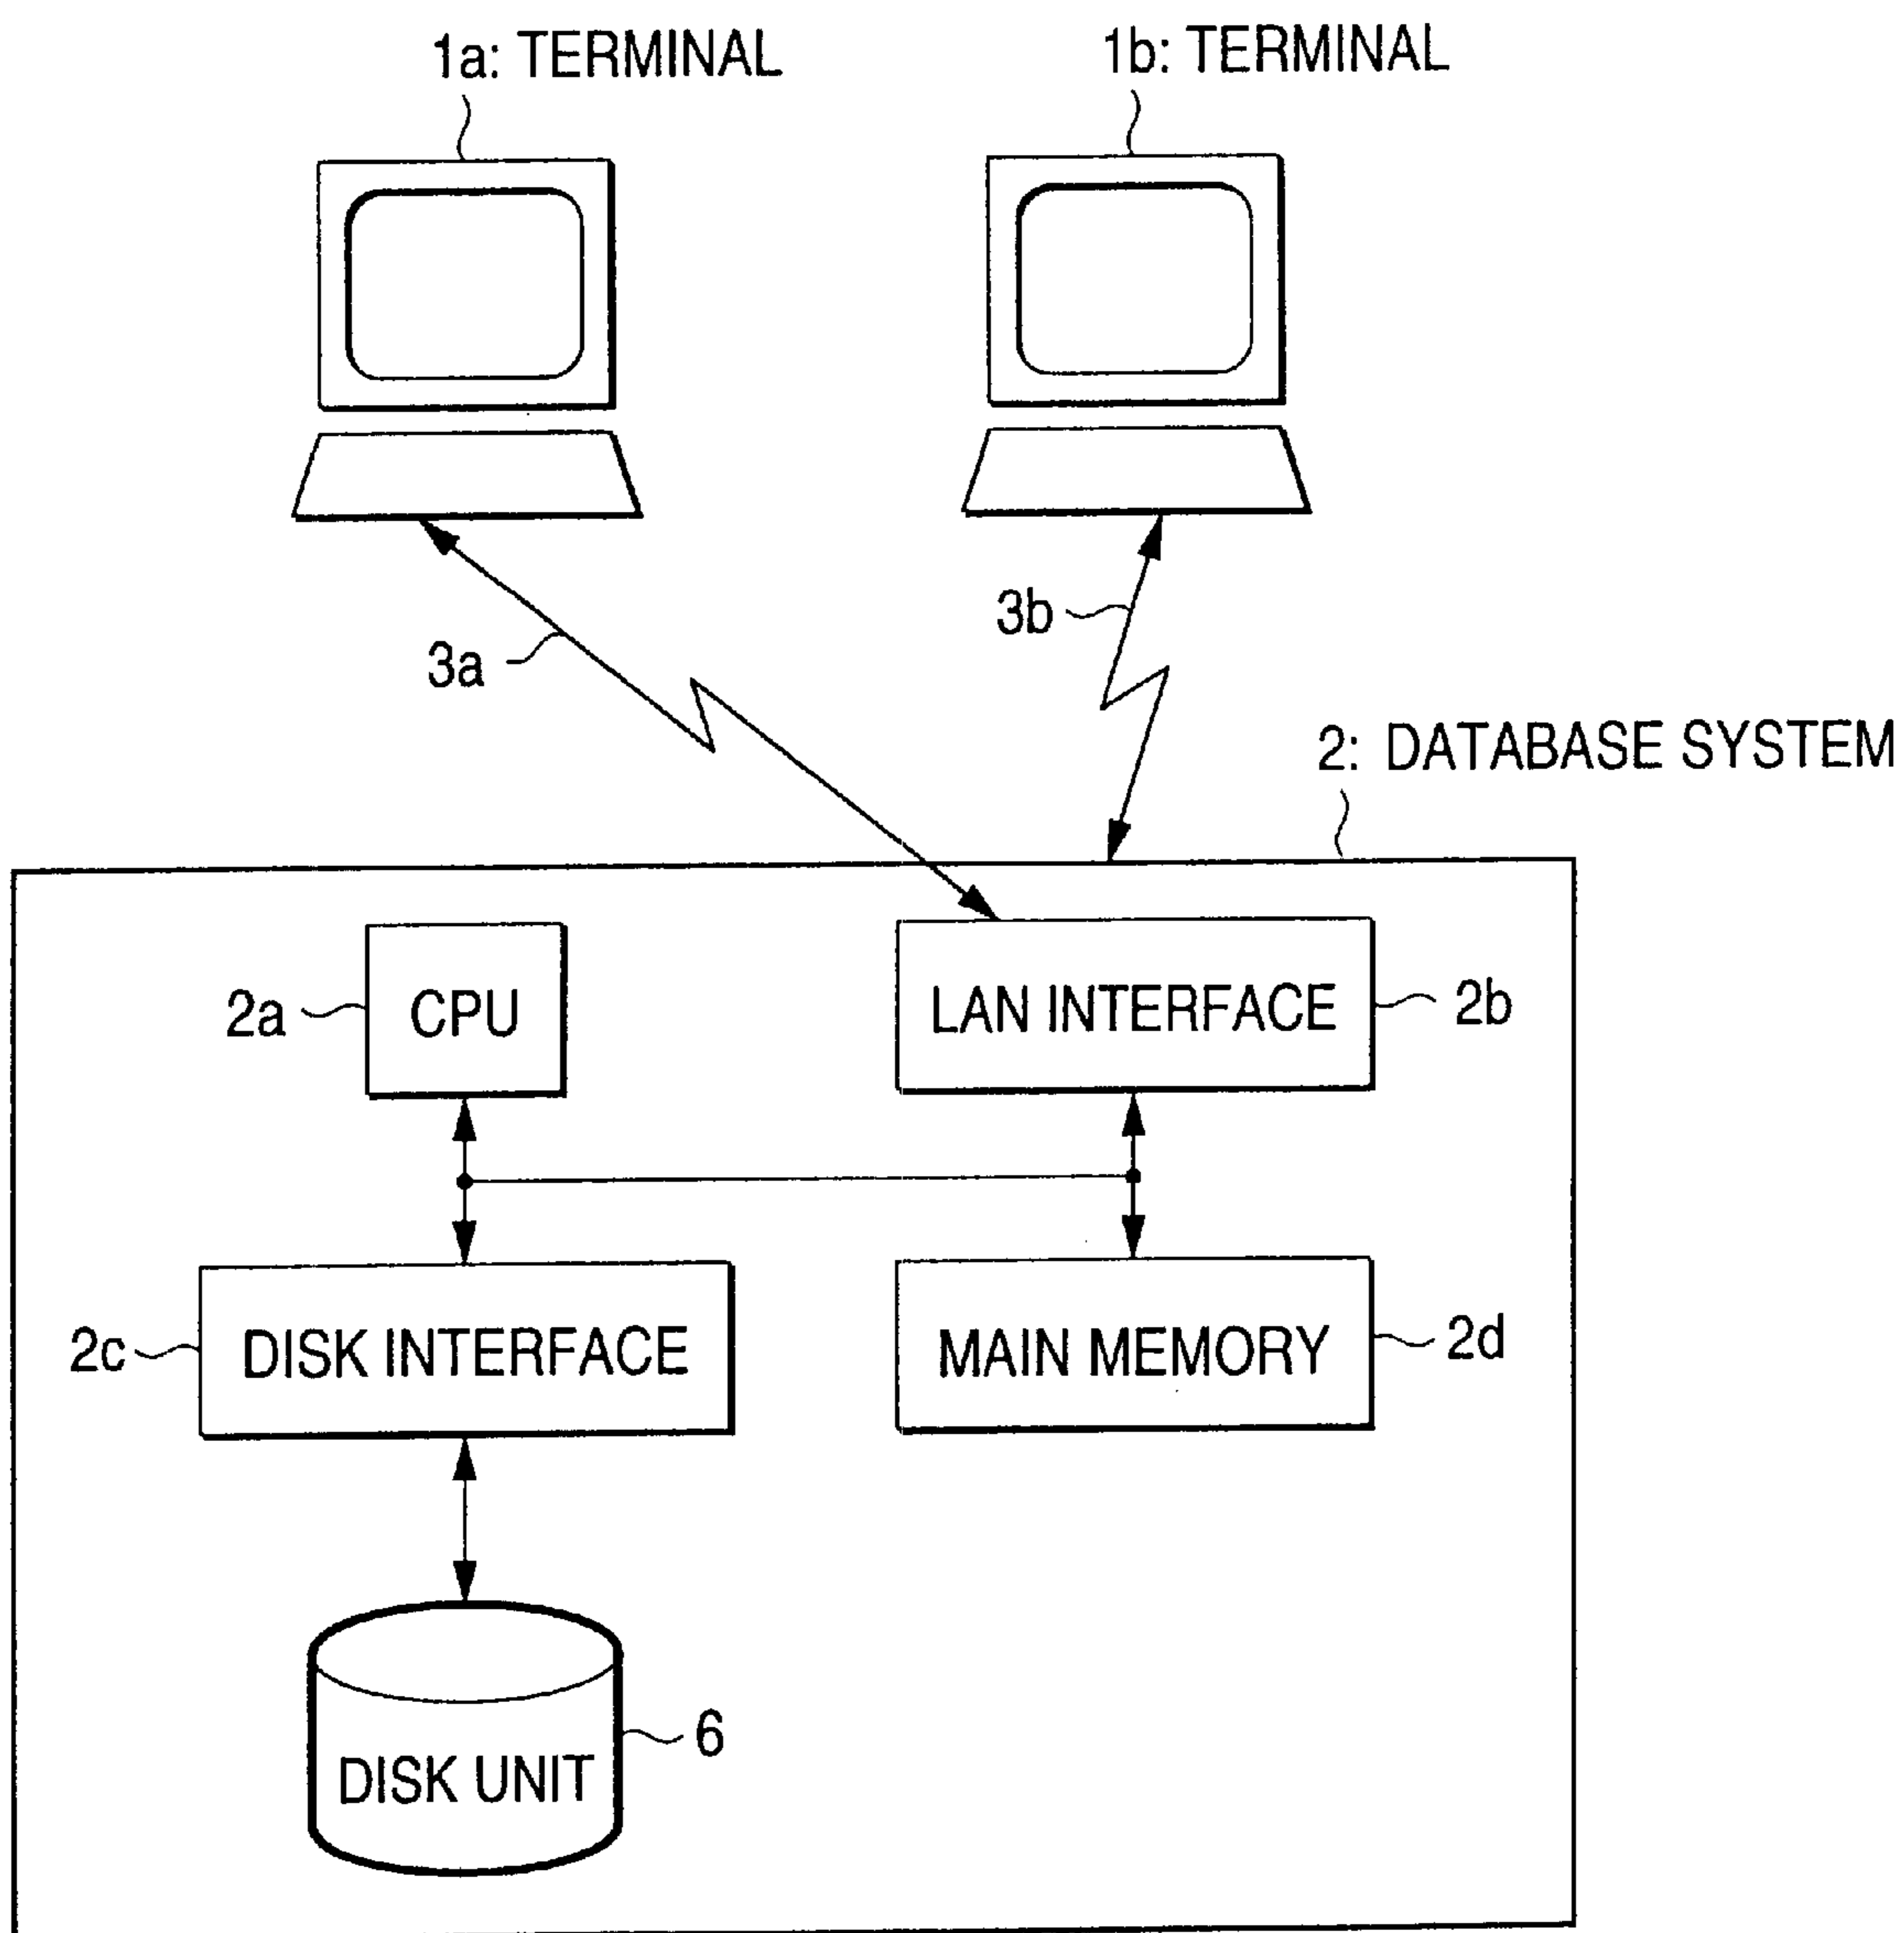 1a: TERMINAL
1b: TERMINAL
3a
3b
2: DATABASE SYSTEM
2a
CPU
LAN INTERFACE
2b
2c
DISK INTERFACE
MAIN MEMORY
2d
6
DISK UNIT